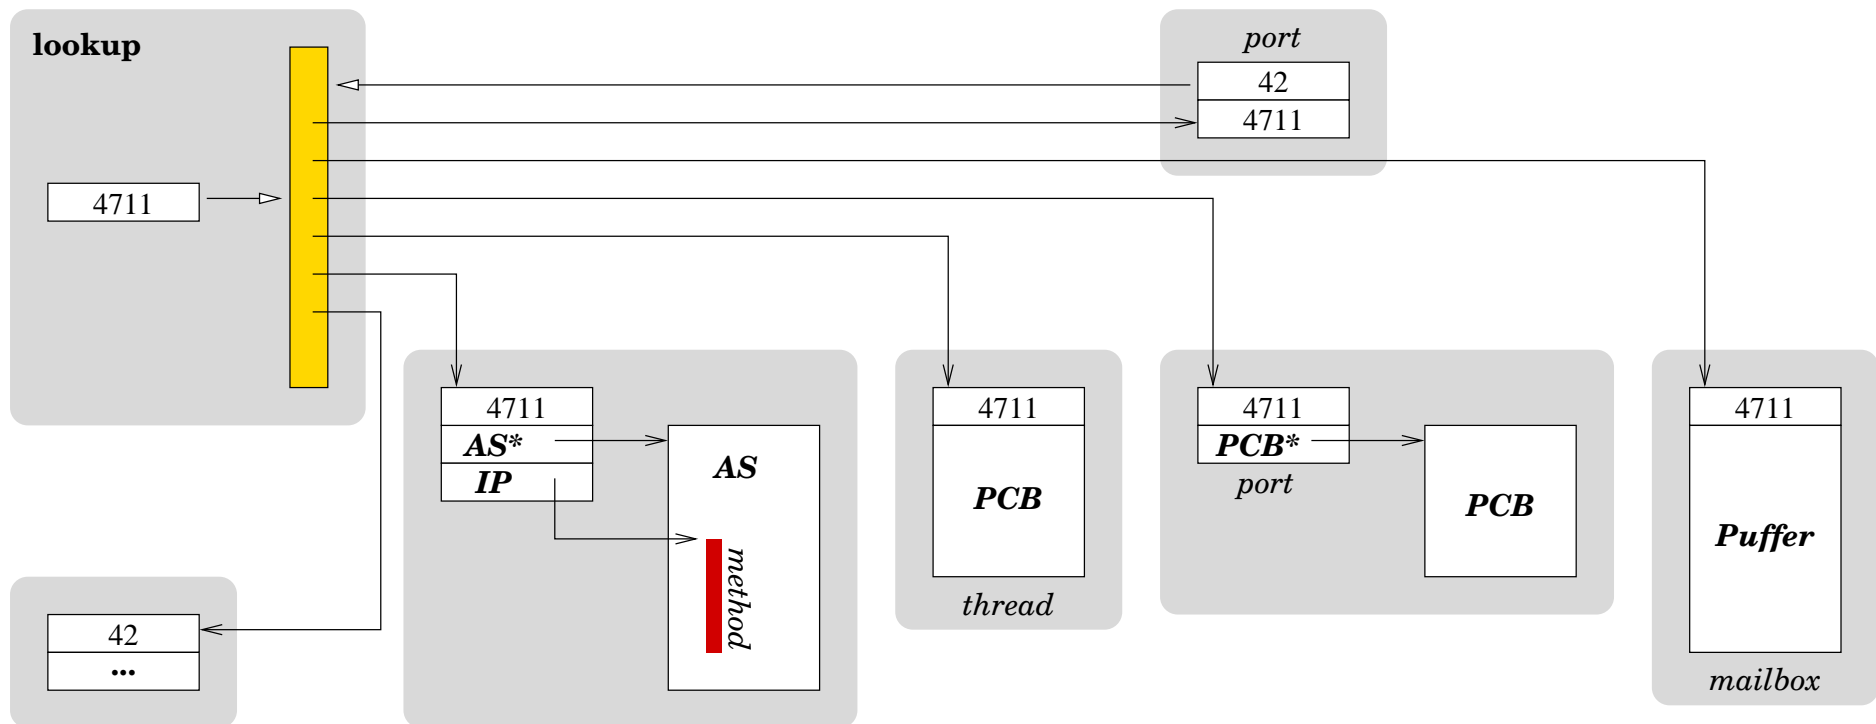 lookup
port
42
4711
4711
4711
AS*
IP
AS
method
4711
PCB
thread
4711
PCB*
port
PCB
4711
Puffer
mailbox
42
...